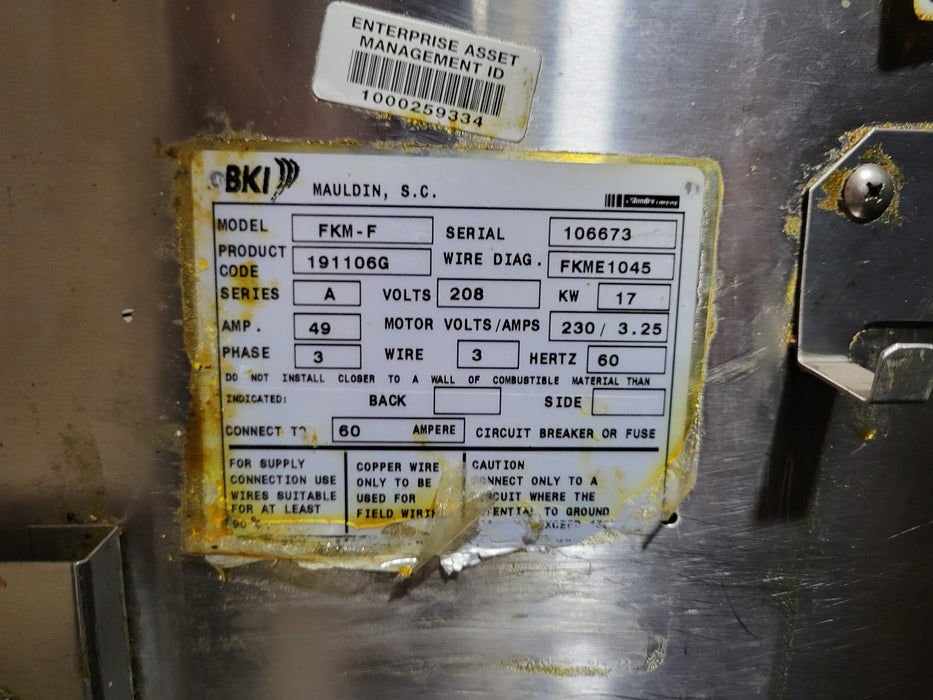 ENTERPRISE ASSET
MANAGEMENT ID
1000259334
BKI MAULDIN, S.C.
MODEL FKM-F SERIAL 106673
PRODUCT CODE 191106G WIRE DIAG. FKME1045
SERIES A VOLTS 208 KW 17
AMP. 49 MOTOR VOLTS/AMPS 230/ 3.25
PHASE 3 WIRE 3 HERTZ 60
DO NOT INSTALL CLOSER TO A WALL OF COMBUSTIBLE MATERIAL THAN
INDICATED: BACK SIDE
CONNECT 60 AMPERE CIRCUIT BREAKER OR FUSE
FOR SUPPLY
CONNECTION USE
WIRES SUITABLE
FOR AT LEAST
90
COPPER WIRE
ONLY TO BE
USED FOR
FIELD
CAUTION
ONLY TO A
WHERE THE
TO GROUND